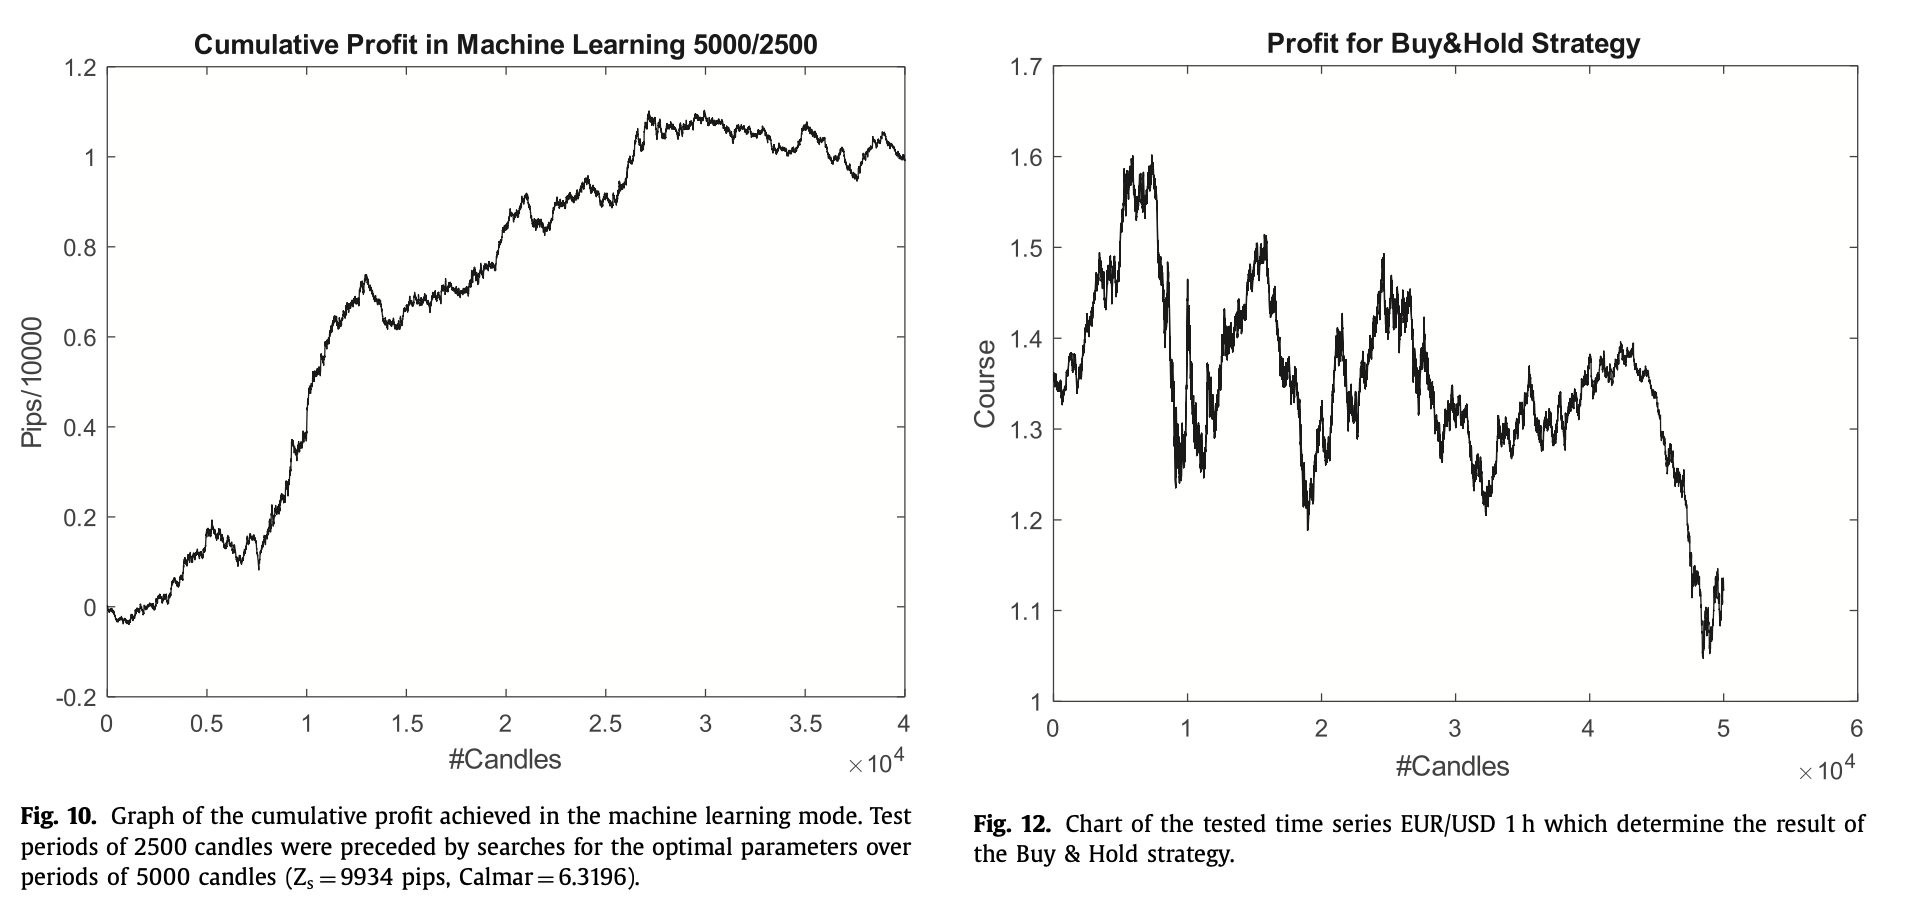 Cumulative Profit in Machine Learning 5000/2500
1.2
1
0.8
0.6
0.4
0.2
0
-0.2
Pips/10000
0 0.5 1 1.5 2 2.5 3 3.5 4
#Candles
×10^4
Fig. 10. Graph of the cumulative profit achieved in the machine learning mode. Test
periods of 2500 candles were preceded by searches for the optimal parameters over
periods of 5000 candles (Zs = 9934 pips, Calmar = 6.3196).
Profit for Buy&Hold Strategy
1.7
1.6
1.5
1.4
1.3
1.2
1.1
1
Course
0 1 2 3 4 5 6
#Candles
×10^4
Fig. 12. Chart of the tested time series EUR/USD 1 h which determine the result of
the Buy & Hold strategy.